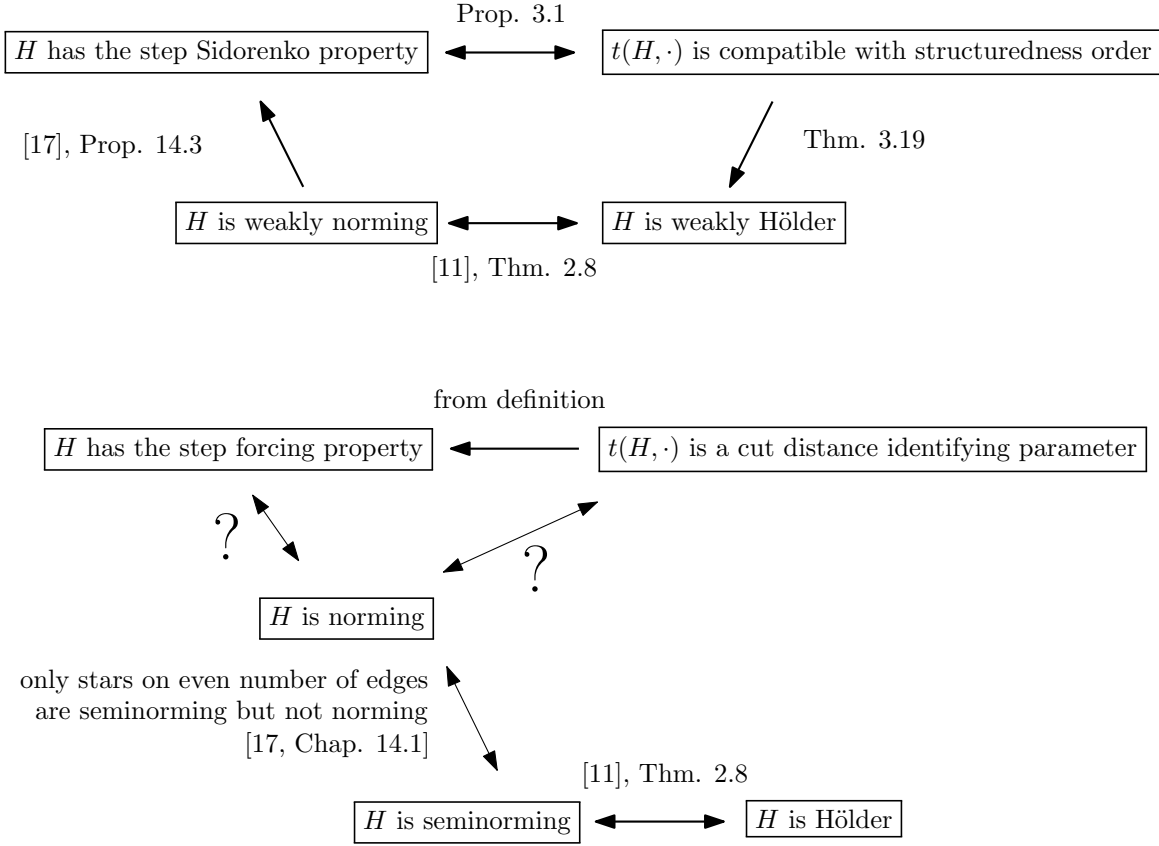 Prop. 3.1
H has the step Sidorenko property
t(H, ·) is compatible with structuredness order
[17], Prop. 14.3
Thm. 3.19
H is weakly norming
H is weakly Hölder
[11], Thm. 2.8
from definition
H has the step forcing property
t(H, ·) is a cut distance identifying parameter
?
?
H is norming
only stars on even number of edges
are seminorming but not norming
[17, Chap. 14.1]
[11], Thm. 2.8
H is seminorming
H is Hölder